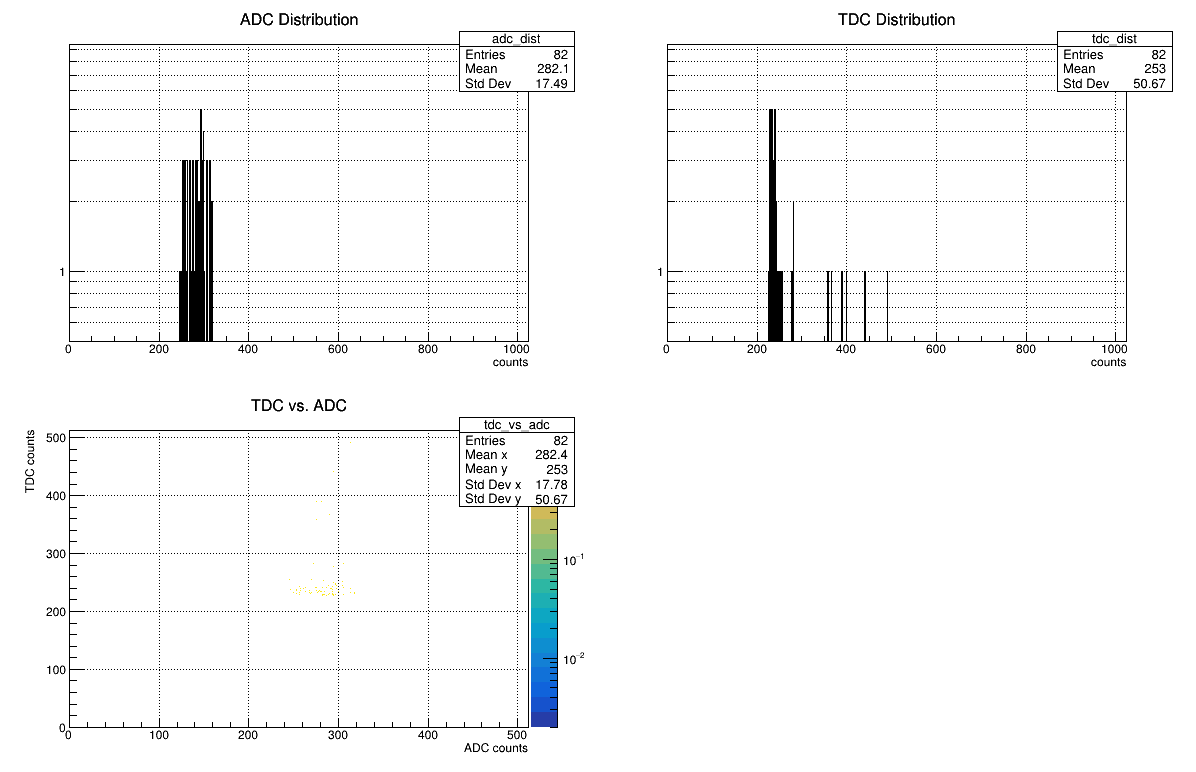 ADC Distribution
adc_dist
Entries 82
Mean 282.1
Std Dev 17.49
1
0 200 400 600 800 1000
counts
TDC Distribution
tdc_dist
Entries 82
Mean 253
Std Dev 50.67
1
0 200 400 600 800 1000
counts
TDC vs. ADC
tdc_vs_adc
Entries 82
Mean x 282.4
Mean y 253
Std Dev x 17.78
Std Dev y 50.67
TDC counts
500
400
300
200
100
0
10⁻¹
10⁻²
0 100 200 300 400 500
ADC counts